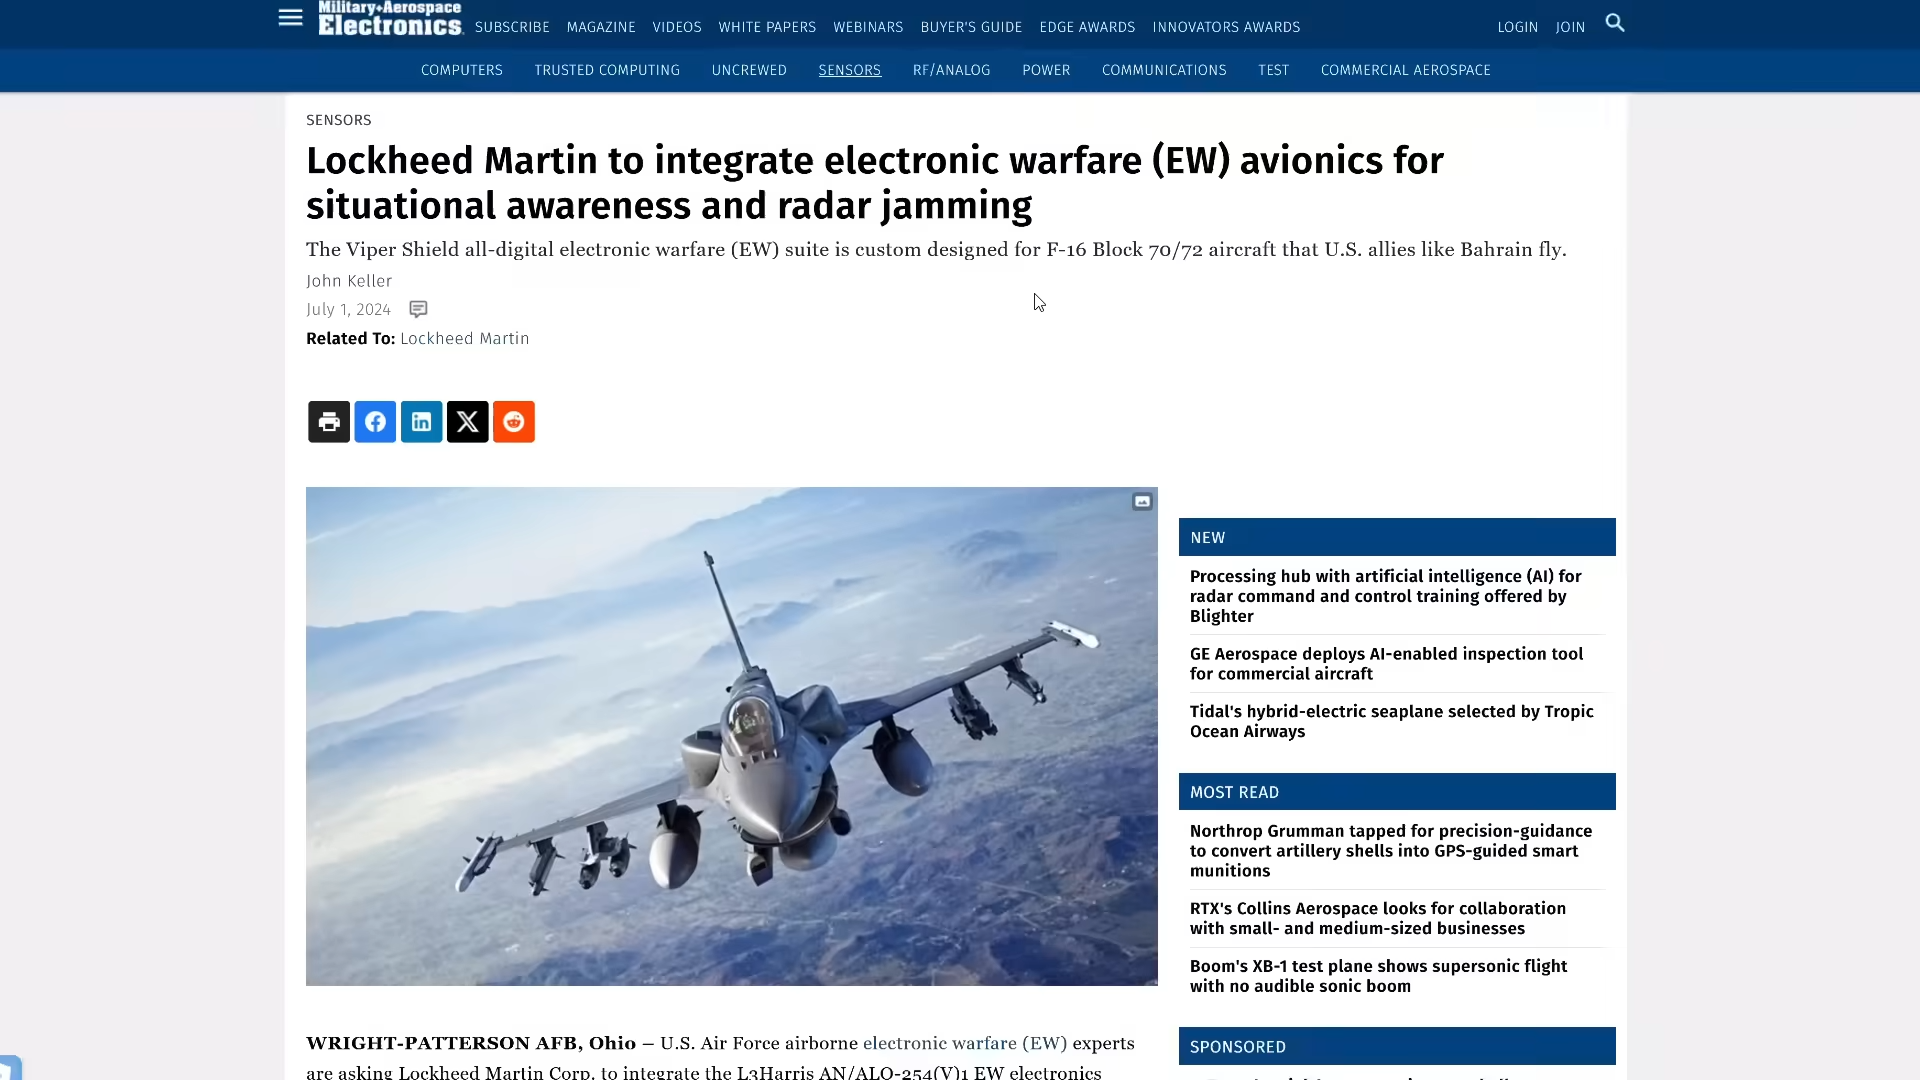 Military+Aerospace
Electronics.
SUBSCRIBE MAGAZINE VIDEOS WHITE PAPERS WEBINARS BUYER'S GUIDE EDGE AWARDS INNOVATORS AWARDS LOGIN JOIN
COMPUTERS TRUSTED COMPUTING UNCREWED SENSORS RF/ANALOG POWER COMMUNICATIONS TEST COMMERCIAL AEROSPACE
SENSORS
Lockheed Martin to integrate electronic warfare (EW) avionics for
situational awareness and radar jamming
The Viper Shield all-digital electronic warfare (EW) suite is custom designed for F-16 Block 70/72 aircraft that U.S. allies like Bahrain fly.
John Keller
July 1, 2024
Related To: Lockheed Martin
WRIGHT-PATTERSON AFB, Ohio – U.S. Air Force airborne electronic warfare (EW) experts
are asking Lockheed Martin Corp. to integrate the L3Harris AN/ALQ-254(V)1 EW electronics
NEW
Processing hub with artificial intelligence (AI) for
radar command and control training offered by
Blighter
GE Aerospace deploys AI-enabled inspection tool
for commercial aircraft
Tidal's hybrid-electric seaplane selected by Tropic
Ocean Airways
MOST READ
Northrop Grumman tapped for precision-guidance
to convert artillery shells into GPS-guided smart
munitions
RTX's Collins Aerospace looks for collaboration
with small- and medium-sized businesses
Boom's XB-1 test plane shows supersonic flight
with no audible sonic boom
SPONSORED